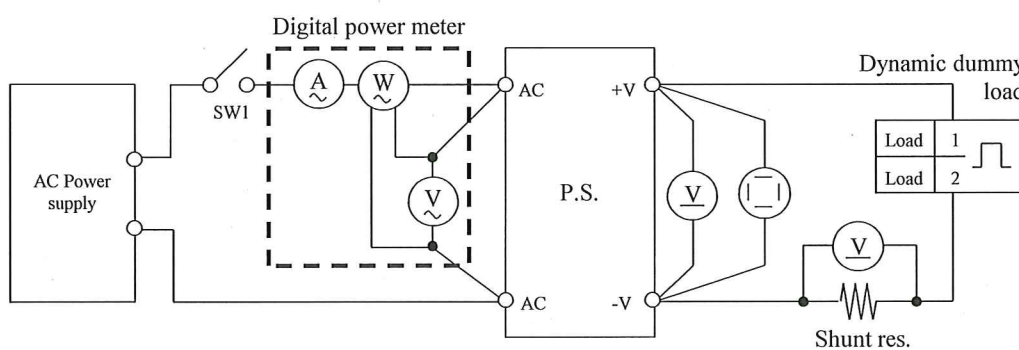 Digital power meter
Dynamic dummy
load
A
W
SW1
AC
+V
Load 1
Load 2
AC Power
supply
V
P.S.
V
V
AC
-V
Shunt res.